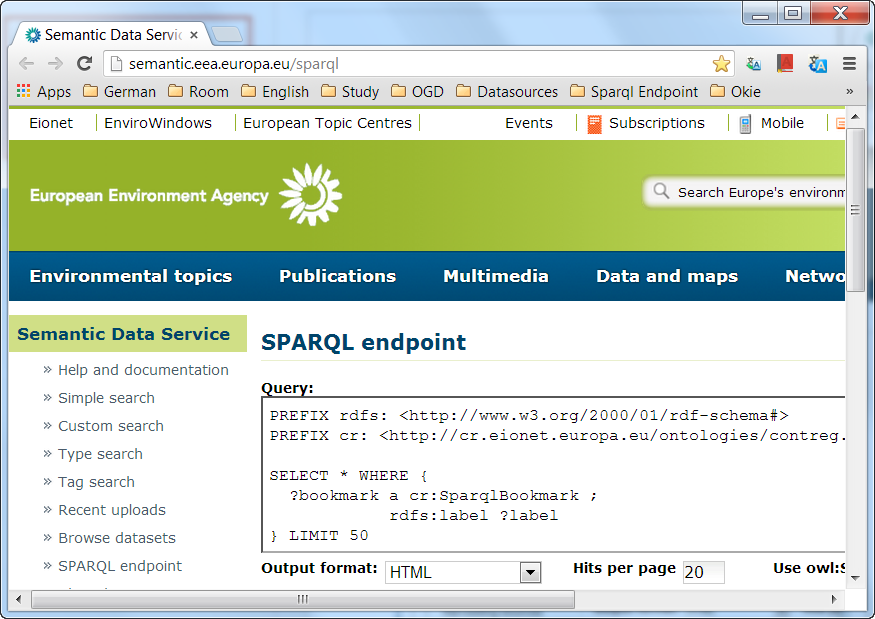 Semantic Data Servic
semantic.eea.europa.eu/sparql
Apps German Room English Study OGD Datasources Sparql Endpoint Okie »
Eionet EnviroWindows European Topic Centres Events Subscriptions Mobile
European Environment Agency
Search Europe's environm
Environmental topics Publications Multimedia Data and maps Netwo
Semantic Data Service
» Help and documentation
» Simple search
» Custom search
» Type search
» Tag search
» Recent uploads
» Browse datasets
» SPARQL endpoint
SPARQL endpoint
Query:
PREFIX rdfs: <http://www.w3.org/2000/01/rdf-schema#>
PREFIX cr: <http://cr.eionet.europa.eu/ontologies/contreg.
SELECT * WHERE {
?bookmark a cr:SparqlBookmark ;
rdfs:label ?label
} LIMIT 50
Output format: HTML Hits per page 20 Use owl:S